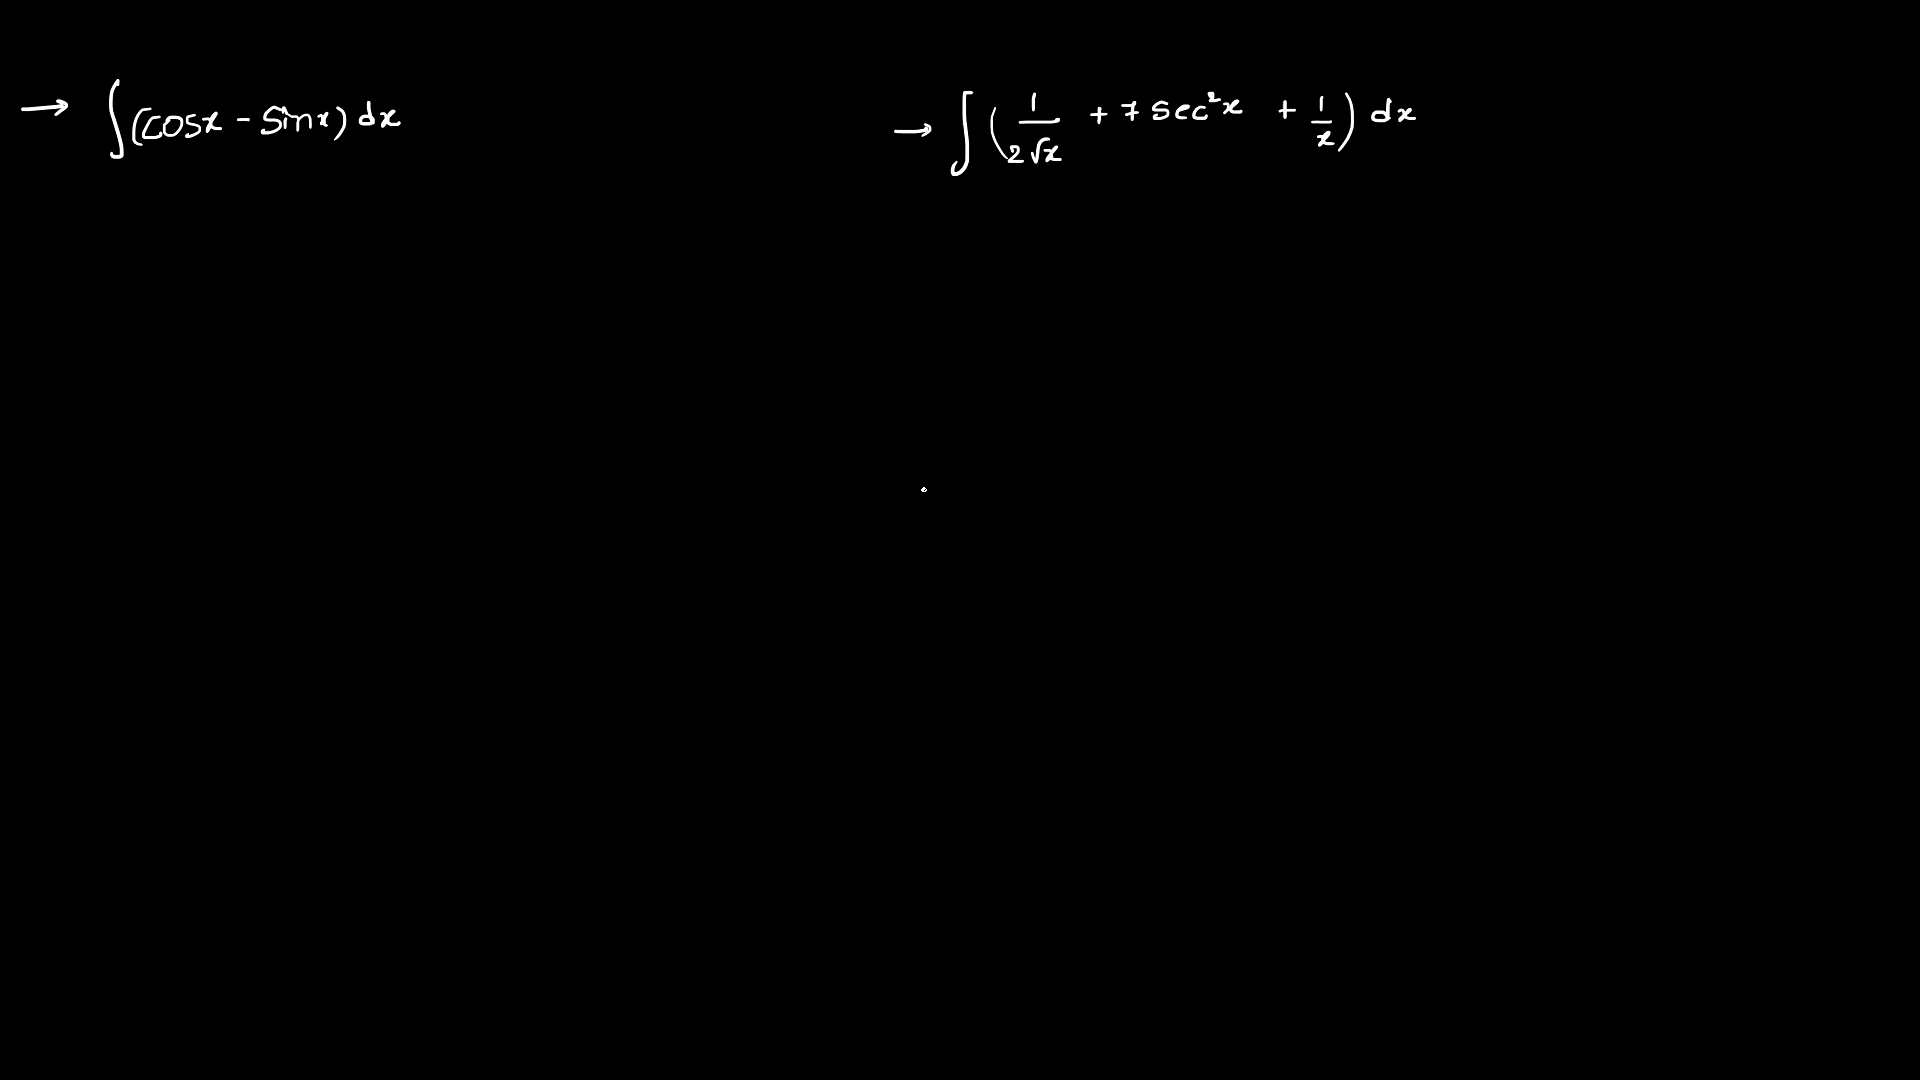 → ∫(cosx - sinx) dx
→ ∫(1/(2√x) + 7 sec²x + 1/x) dx